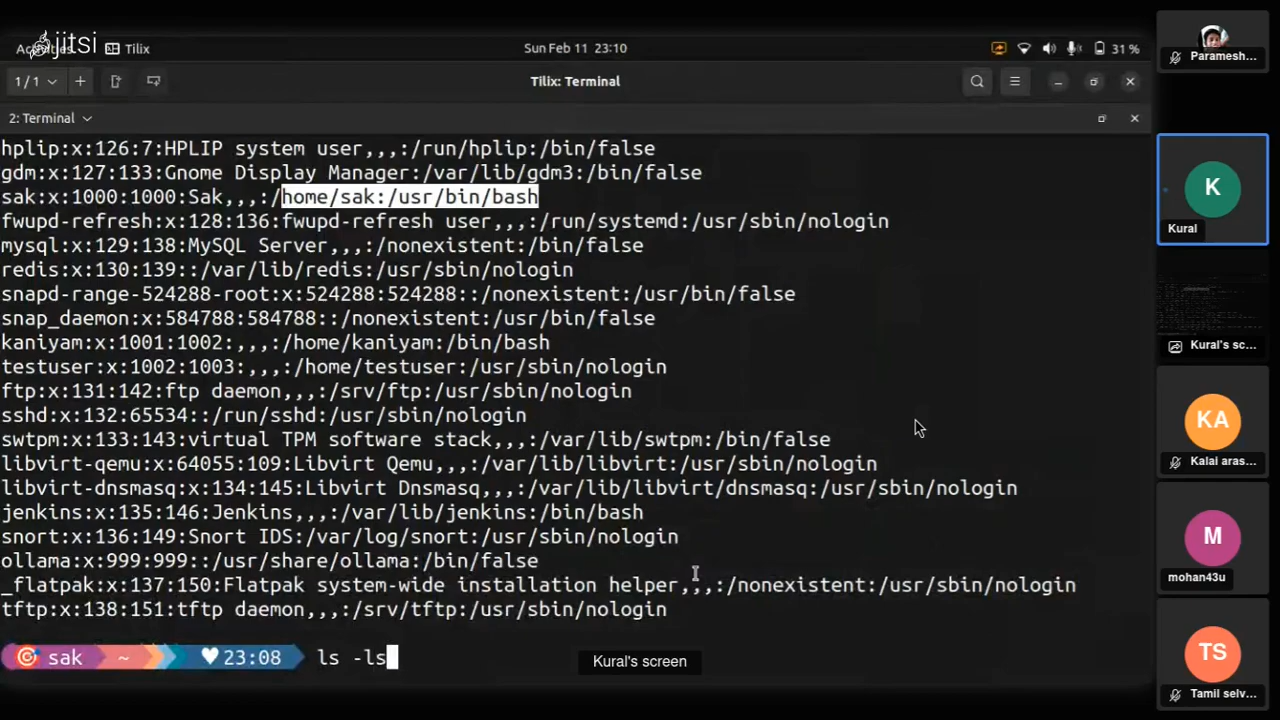 jitsi
Tilix
Sun Feb 11 23:10
31 %
1 / 1
Tilix: Terminal
2: Terminal
hplip:x:126:7:HPLIP system user,,,:/run/hplip:/bin/false
gdm:x:127:133:Gnome Display Manager:/var/lib/gdm3:/bin/false
sak:x:1000:1000:Sak,,,:/home/sak:/usr/bin/bash
fwupd-refresh:x:128:136:fwupd-refresh user,,,:/run/systemd:/usr/sbin/nologin
mysql:x:129:138:MySQL Server,,,:/nonexistent:/bin/false
redis:x:130:139::/var/lib/redis:/usr/sbin/nologin
snapd-range-524288-root:x:524288:524288::/nonexistent:/usr/bin/false
snap_daemon:x:584788:584788::/nonexistent:/usr/bin/false
kaniyam:x:1001:1002:,,,:/home/kaniyam:/bin/bash
testuser:x:1002:1003:,,,:/home/testuser:/usr/sbin/nologin
ftp:x:131:142:ftp daemon,,,:/srv/ftp:/usr/sbin/nologin
sshd:x:132:65534::/run/sshd:/usr/sbin/nologin
swtpm:x:133:143:virtual TPM software stack,,,:/var/lib/swtpm:/bin/false
libvirt-qemu:x:64055:109:Libvirt Qemu,,,:/var/lib/libvirt:/usr/sbin/nologin
libvirt-dnsmasq:x:134:145:Libvirt Dnsmasq,,,:/var/lib/libvirt/dnsmasq:/usr/sbin/nologin
jenkins:x:135:146:Jenkins,,,:/var/lib/jenkins:/bin/bash
snort:x:136:149:Snort IDS:/var/log/snort:/usr/sbin/nologin
ollama:x:999:999::/usr/share/ollama:/bin/false
_flatpak:x:137:150:Flatpak system-wide installation helper,,,:/nonexistent:/usr/sbin/nologin
tftp:x:138:151:tftp daemon,,,:/srv/tftp:/usr/sbin/nologin
sak ~ ♥23:08 ls -ls
Kural's screen
Paramesh...
K
Kural
Kural's sc...
KA
Kalai aras...
M
mohan43u
TS
Tamil selv...